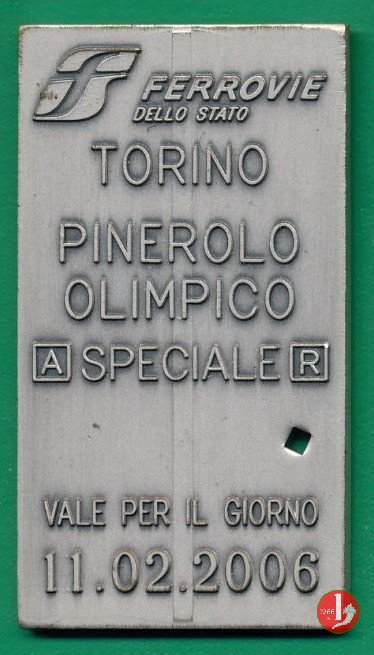 FERROVIE
DELLO STATO
TORINO
PINEROLO
OLIMPICO
A SPECIALE R
VALE PER IL GIORNO
11.02.2006